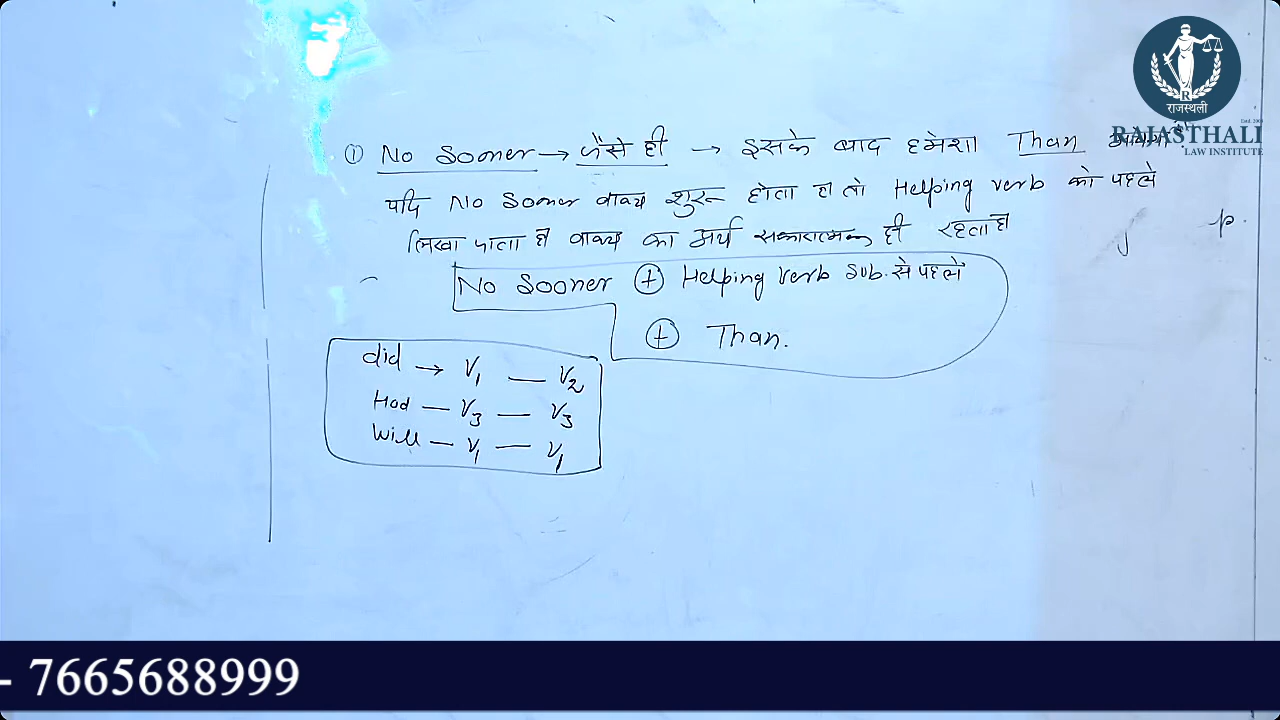 ① No Sooner → जैसे ही → इसके बाद हमेशा Than
यदि No Sooner वाक्य शुरू होता हो तो Helping verb को पहले
लिखा जाता है वाक्य का अर्थ सकारात्मक ही रहता है
No Sooner + Helping verb sub. से पहले
+ Than.
did → V1 — V2
Had — V3 — V3
Will — V1 — V1
p.
राजस्थली
Estd. 2003
RAJASTHALI
LAW INSTITUTE
- 7665688999